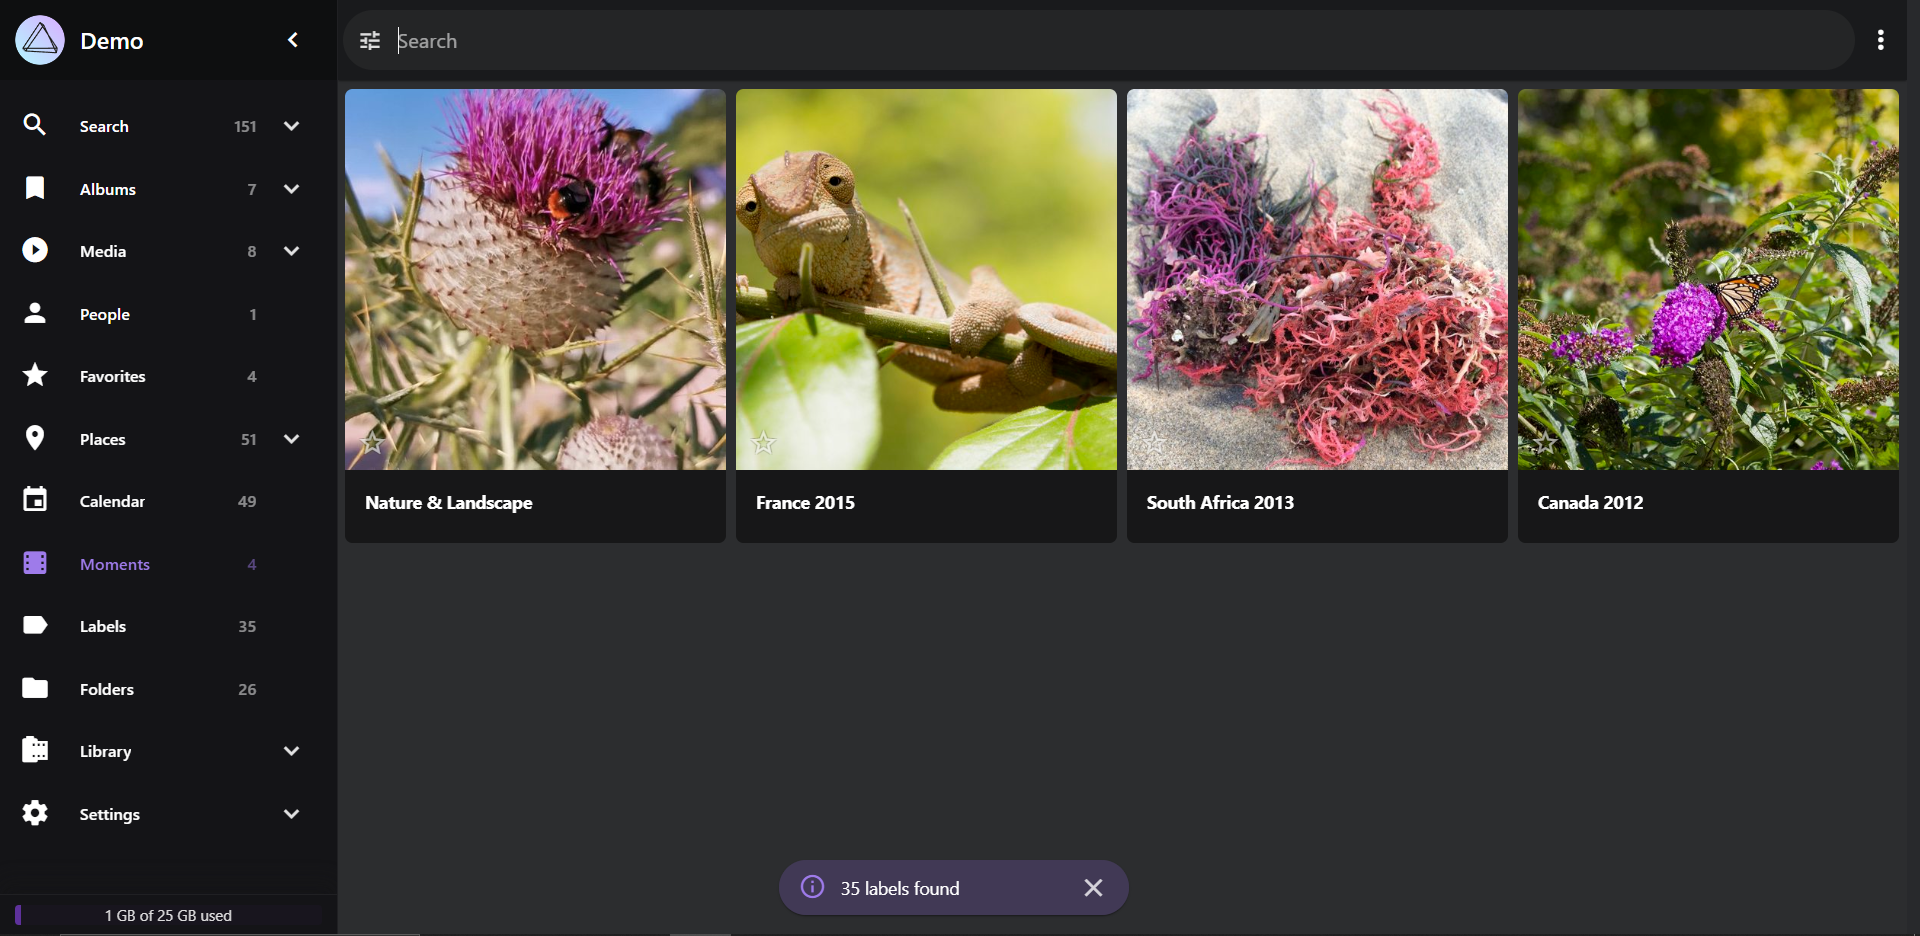 Demo
Search
Search 151
Albums 7
Media 8
People 1
Favorites 4
Places 51
Calendar 49
Moments 4
Labels 35
Folders 26
Library
Settings
1 GB of 25 GB used
Nature & Landscape
France 2015
South Africa 2013
Canada 2012
35 labels found